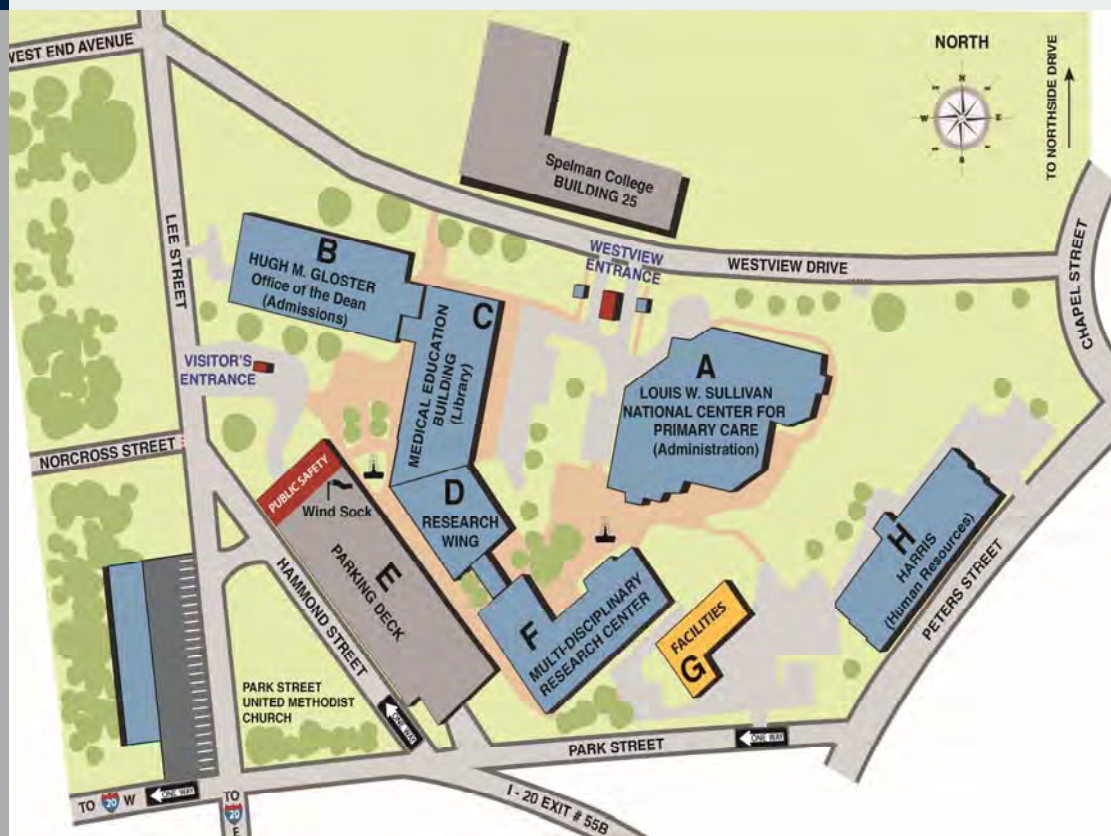 WEST END AVENUE
NORTH
N
W
E
S
TO NORTHSIDE DRIVE
Spelman College
BUILDING 25
LEE STREET
B
HUGH M. GLOSTER
Office of the Dean
(Admissions)
WESTVIEW
ENTRANCE
WESTVIEW DRIVE
CHAPEL STREET
C
MEDICAL EDUCATION
BUILDING
(Library)
VISITOR'S
ENTRANCE
A
LOUIS W. SULLIVAN
NATIONAL CENTER FOR
PRIMARY CARE
(Administration)
NORCROSS STREET
PUBLIC SAFETY
Wind Sock
D
RESEARCH
WING
E
PARKING DECK
H
HARRIS
(Human Resources)
PETERS STREET
HAMMOND STREET
F
MULTI-DISCIPLINARY
RESEARCH CENTER
FACILITIES
G
PARK STREET
UNITED METHODIST
CHURCH
ONE WAY
PARK STREET
ONE WAY
TO 20 W
ONE WAY
TO
20
E
I - 20 EXIT # 55B